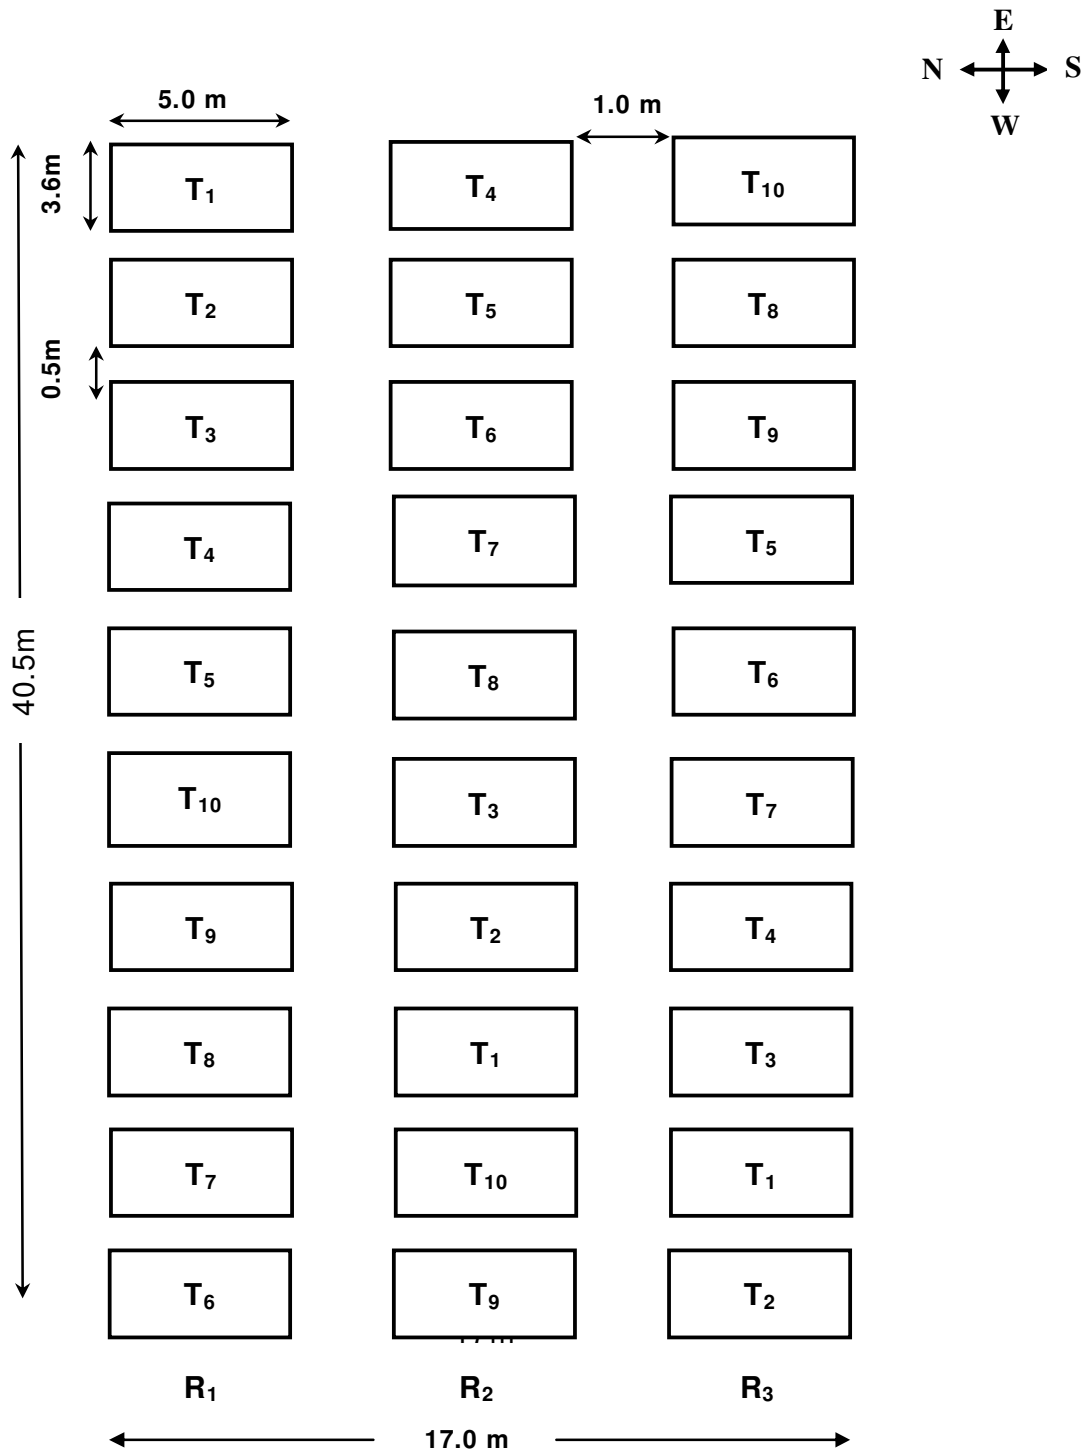 E
N S
W
5.0 m
1.0 m
3.6m
T1 T4 T10
T2 T5 T8
0.5m
T3 T6 T9
T4 T7 T5
T5 T8 T6
40.5m
T10 T3 T7
T9 T2 T4
T8 T1 T3
T7 T10 T1
T6 T9 T2
R1 R2 R3
17.0 m